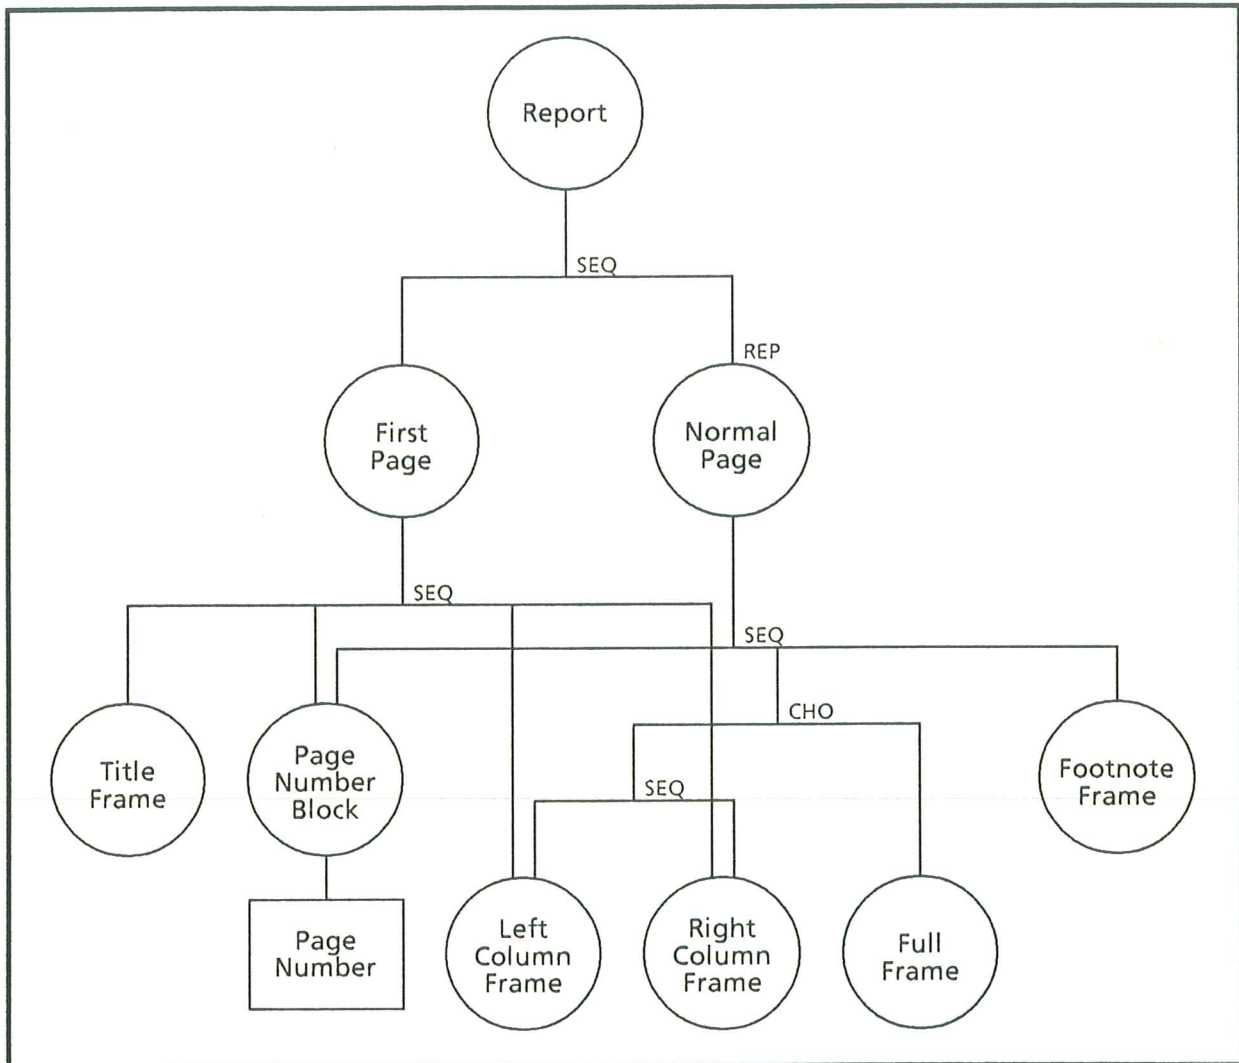 Report
SEQ
REP
First
Page
Normal
Page
SEQ
SEQ
CHO
Title
Frame
Page
Number
Block
SEQ
Footnote
Frame
Page
Number
Left
Column
Frame
Right
Column
Frame
Full
Frame